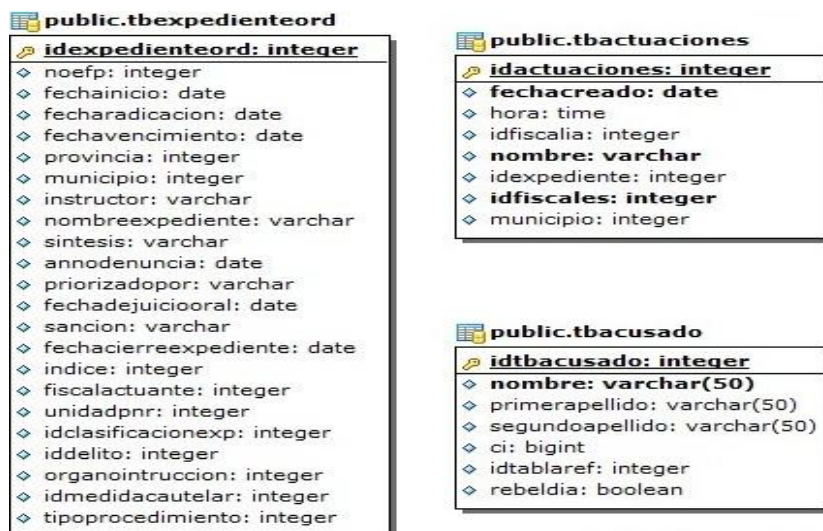 public.tbexpedienteord
idexpedienteord: integer
noefp: integer
fechainicio: date
fecharadicacion: date
fechavencimiento: date
provincia: integer
municipio: integer
instructor: varchar
nombreexpediente: varchar
sintesis: varchar
annodenuncia: date
priorizadopor: varchar
fechadejuiciooral: date
sancion: varchar
fechacierreexpediente: date
indice: integer
fiscalactuante: integer
unidadpnr: integer
idclasificacionexp: integer
iddelito: integer
organointruccion: integer
idmedidacautelar: integer
tipoprocedimiento: integer
public.tbactuaciones
idactuaciones: integer
fechacreado: date
hora: time
idfiscalia: integer
nombre: varchar
idexpediente: integer
idfiscales: integer
municipio: integer
public.tbacusado
idtbacusado: integer
nombre: varchar(50)
primerapellido: varchar(50)
segundoapellido: varchar(50)
ci: bigint
idtablaref: integer
rebeldia: boolean